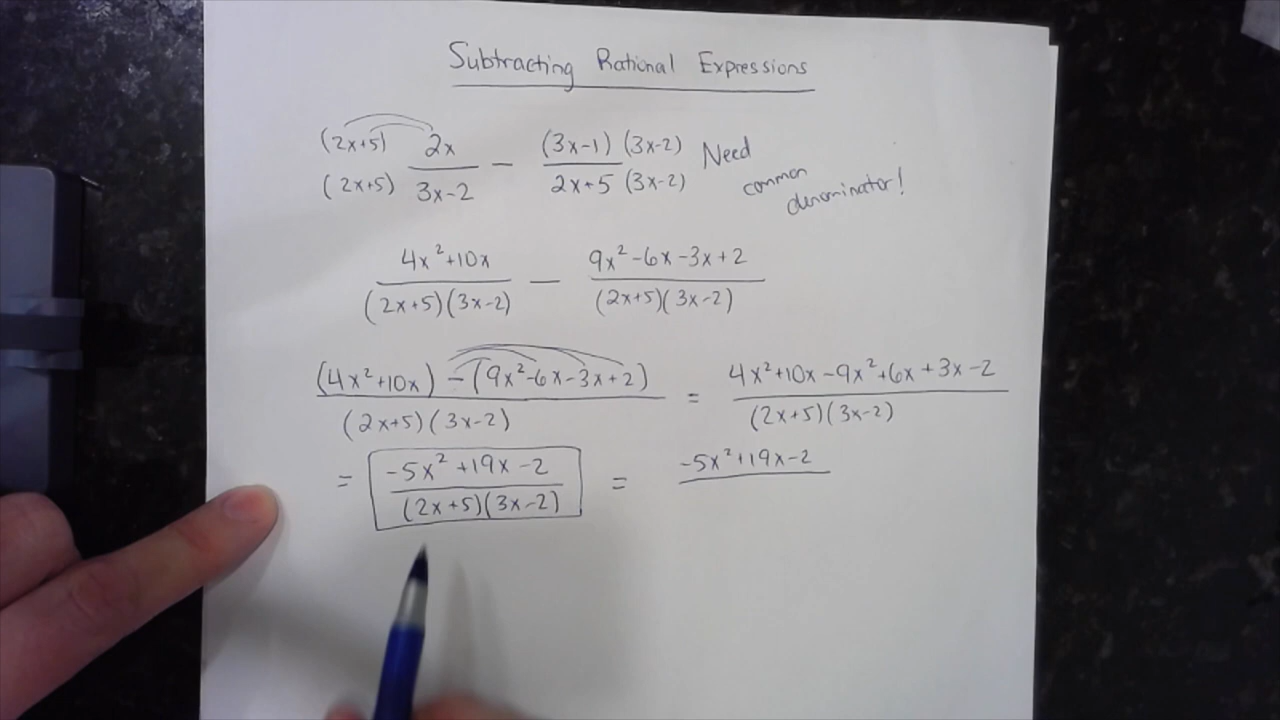 Subtracting Rational Expressions
(2x+5) 2x − (3x-1) (3x-2) Need
(2x+5) 3x-2 2x+5 (3x-2) common
denominator!
4x²+10x − 9x²-6x-3x+2
(2x+5)(3x-2) (2x+5)(3x-2)
(4x²+10x) -(9x²-6x-3x+2) = 4x²+10x-9x²+6x+3x-2
(2x+5)(3x-2) (2x+5)(3x-2)
= -5x²+19x-2 = -5x²+19x-2
(2x+5)(3x-2)